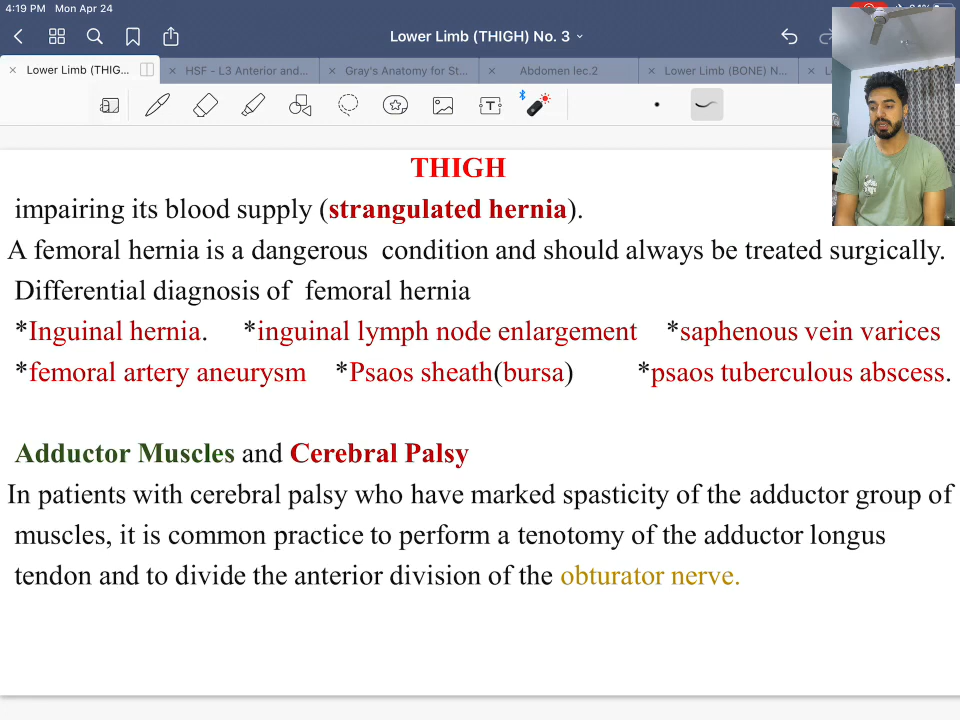 4:19 PM Mon Apr 24
Lower Limb (THIGH) No. 3
Lower Limb (THIG...
HSF - L3 Anterior and...
Gray's Anatomy for St...
Abdomen lec.2
Lower Limb (BONE) N...
T
THIGH
impairing its blood supply (strangulated hernia).
A femoral hernia is a dangerous condition and should always be treated surgically.
Differential diagnosis of femoral hernia
*Inguinal hernia. *inguinal lymph node enlargement *saphenous vein varices
*femoral artery aneurysm *Psaos sheath(bursa) *psaos tuberculous abscess.
Adductor Muscles and Cerebral Palsy
In patients with cerebral palsy who have marked spasticity of the adductor group of
muscles, it is common practice to perform a tenotomy of the adductor longus
tendon and to divide the anterior division of the obturator nerve.